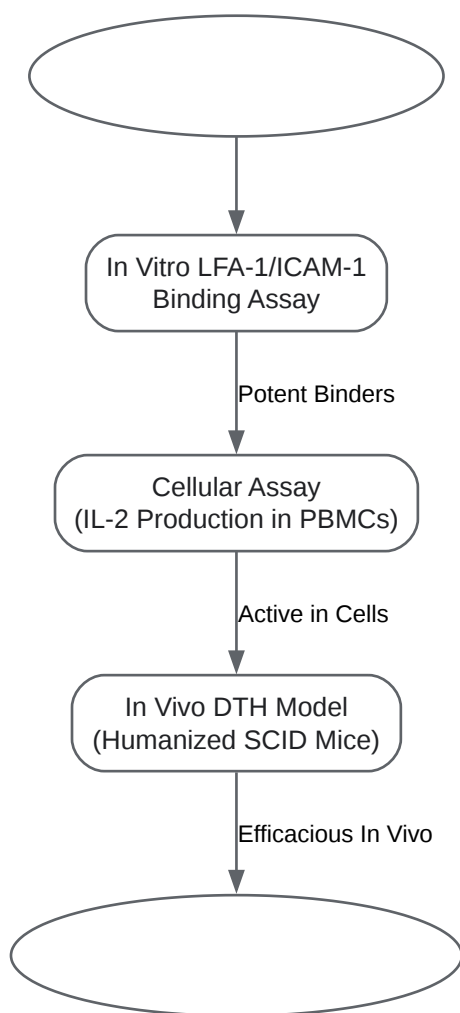 In Vitro LFA-1/ICAM-1
Binding Assay
Potent Binders
Cellular Assay
(IL-2 Production in PBMCs)
Active in Cells
In Vivo DTH Model
(Humanized SCID Mice)
Efficacious In Vivo